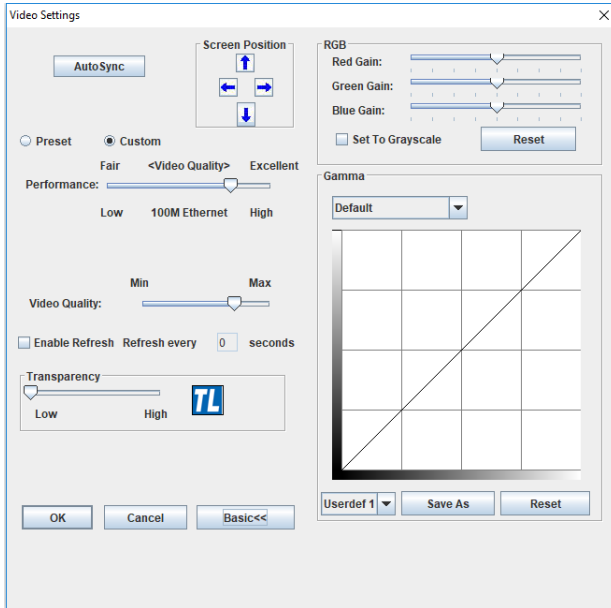 Video Settings
AutoSync
Screen Position
Preset
Custom
Fair <Video Quality> Excellent
Performance:
Low 100M Ethernet High
Min Max
Video Quality:
Enable Refresh Refresh every 0 seconds
Transparency
Low High
TL
OK
Cancel
Basic<<
RGB
Red Gain:
Green Gain:
Blue Gain:
Set To Grayscale
Reset
Gamma
Default
Userdef 1
Save As
Reset